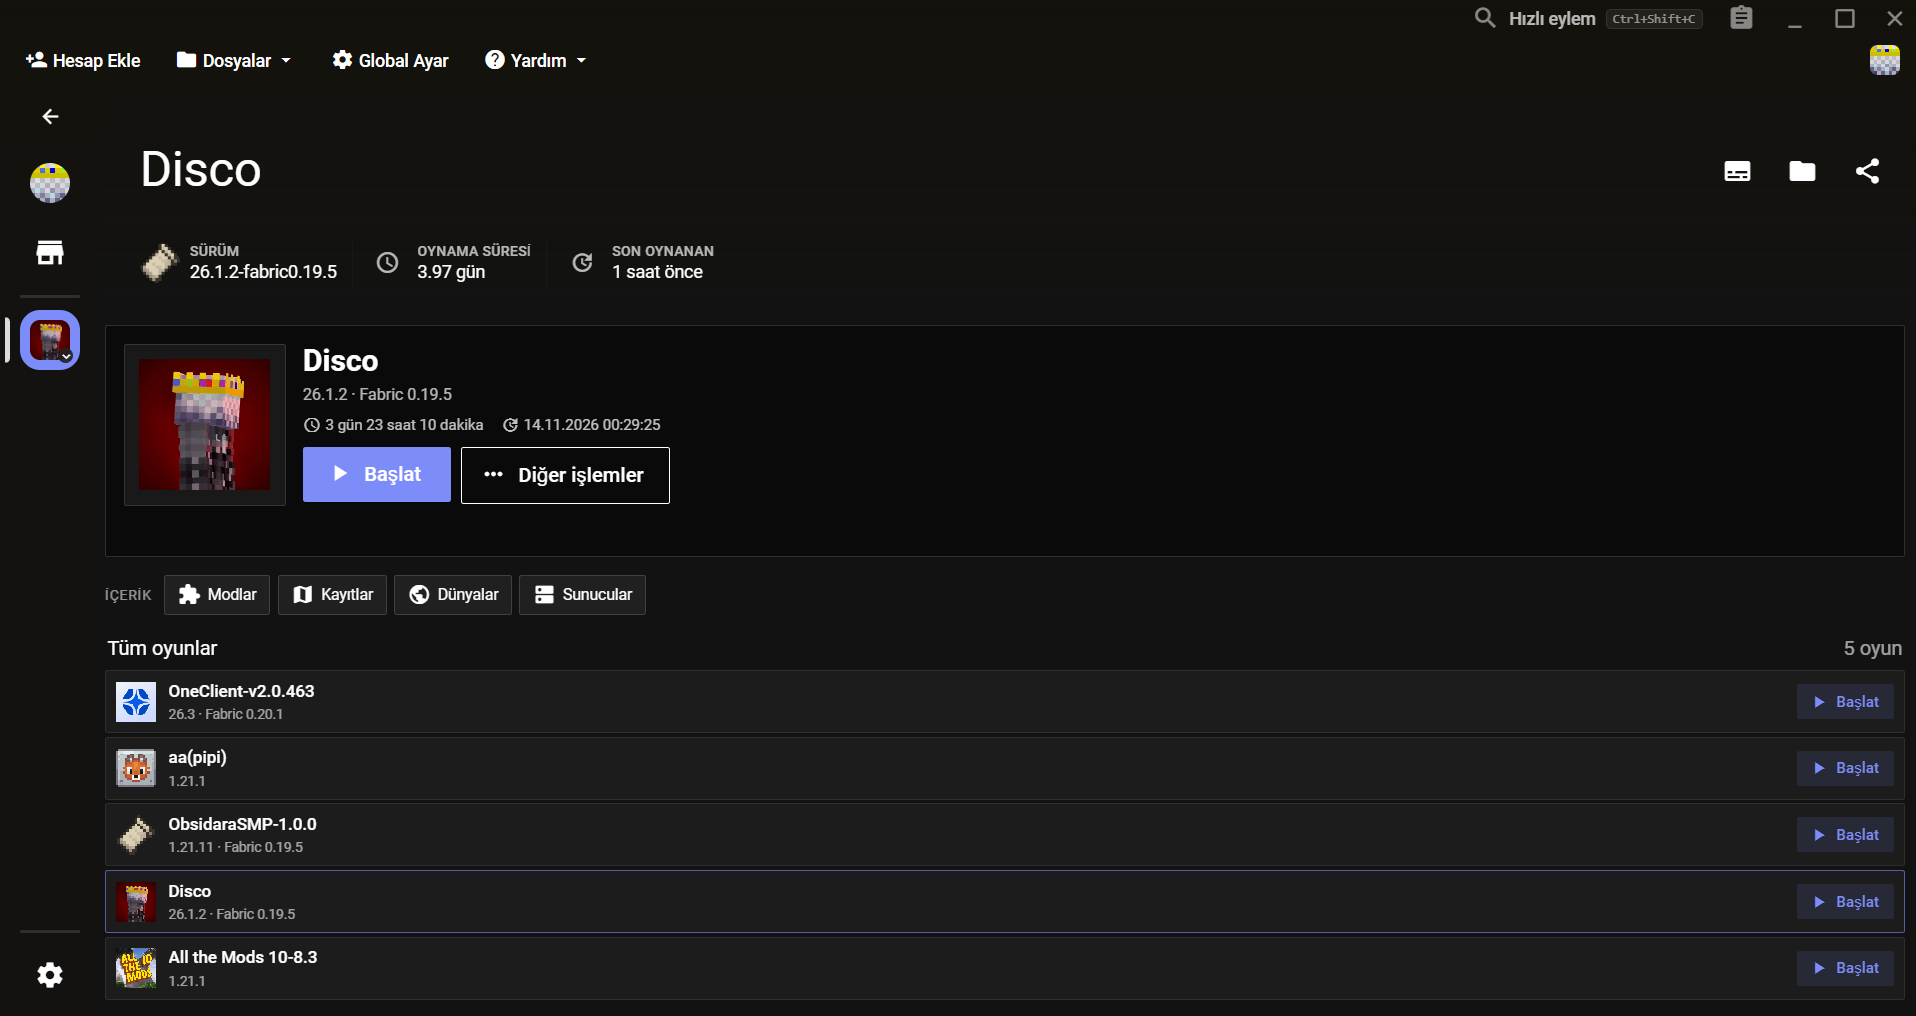 Hızlı eylem Ctrl+Shift+C
Hesap Ekle Dosyalar Global Ayar Yardım
Disco
SÜRÜM
26.1.2-fabric0.19.5
OYNAMA SÜRESİ
3.97 gün
SON OYNANAN
1 saat önce
Disco
26.1.2 · Fabric 0.19.5
3 gün 23 saat 10 dakika 14.11.2026 00:29:25
Başlat Diğer işlemler
İÇERİK Modlar Kayıtlar Dünyalar Sunucular
Tüm oyunlar 5 oyun
OneClient-v2.0.463
26.3 · Fabric 0.20.1
Başlat
aa(pipi)
1.21.1
Başlat
ObsidaraSMP-1.0.0
1.21.11 · Fabric 0.19.5
Başlat
Disco
26.1.2 · Fabric 0.19.5
Başlat
ALL 10
THE
MODS
All the Mods 10-8.3
1.21.1
Başlat